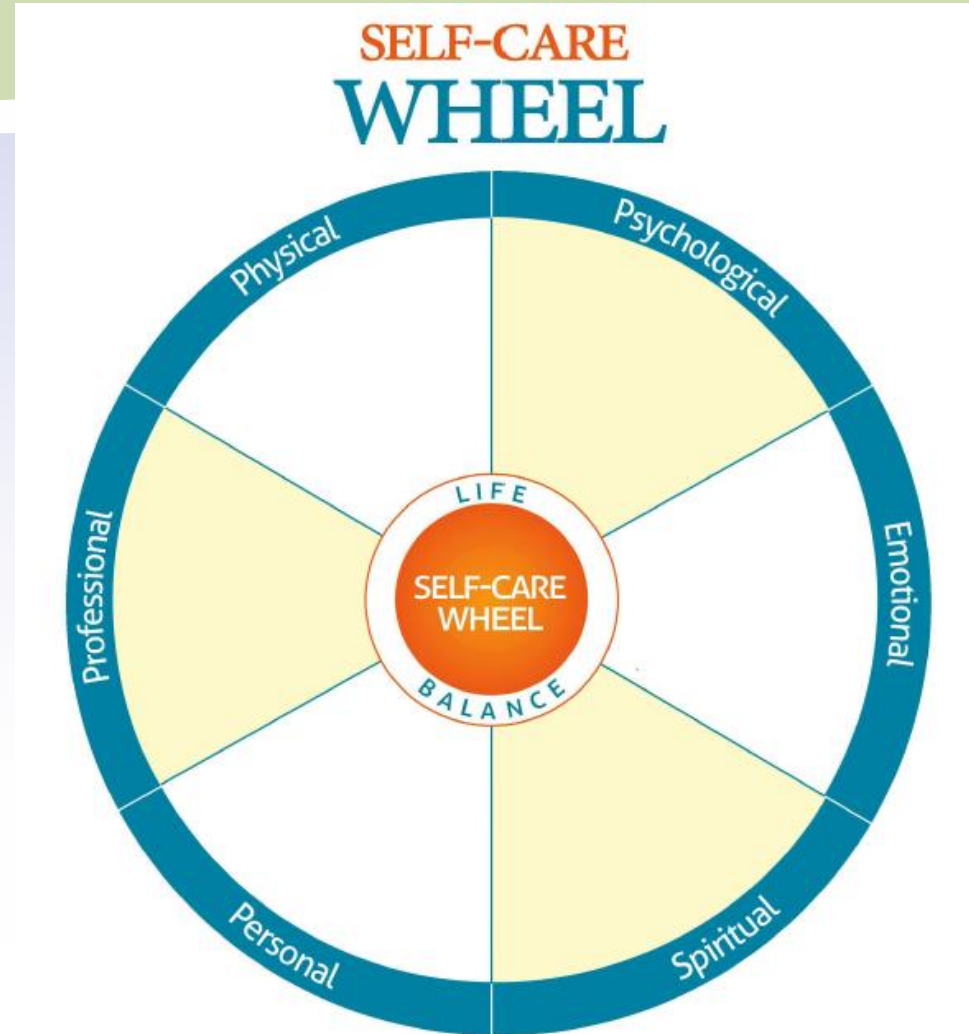 SELF-CARE
WHEEL
Physical
Psychological
Professional
Emotional
LIFE
SELF-CARE
WHEEL
BALANCE
Personal
Spiritual